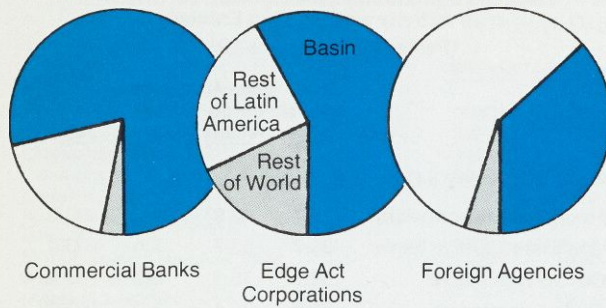 Basin
Rest
of Latin
America
Rest
of World
Commercial Banks
Edge Act
Corporations
Foreign Agencies